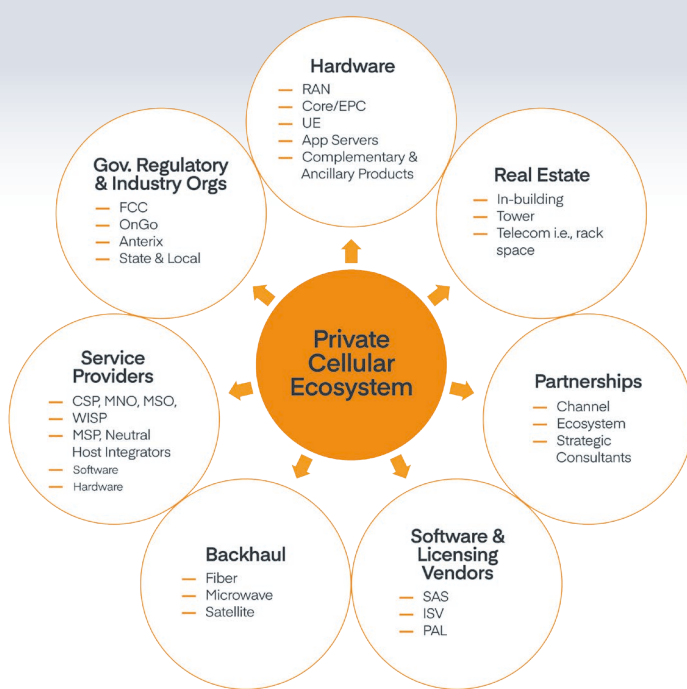 Hardware
— RAN
— Core/EPC
— UE
— App Servers
— Complementary &
Ancillary Products
Gov. Regulatory
& Industry Orgs
— FCC
— OnGo
— Anterix
— State & Local
Real Estate
— In-building
— Tower
— Telecom i.e., rack
space
Private
Cellular
Ecosystem
Service
Providers
— CSP, MNO, MSO,
— WISP
— MSP, Neutral
Host Integrators
— Software
— Hardware
Partnerships
— Channel
— Ecosystem
— Strategic
Consultants
Backhaul
— Fiber
— Microwave
— Satellite
Software &
Licensing
Vendors
— SAS
— ISV
— PAL